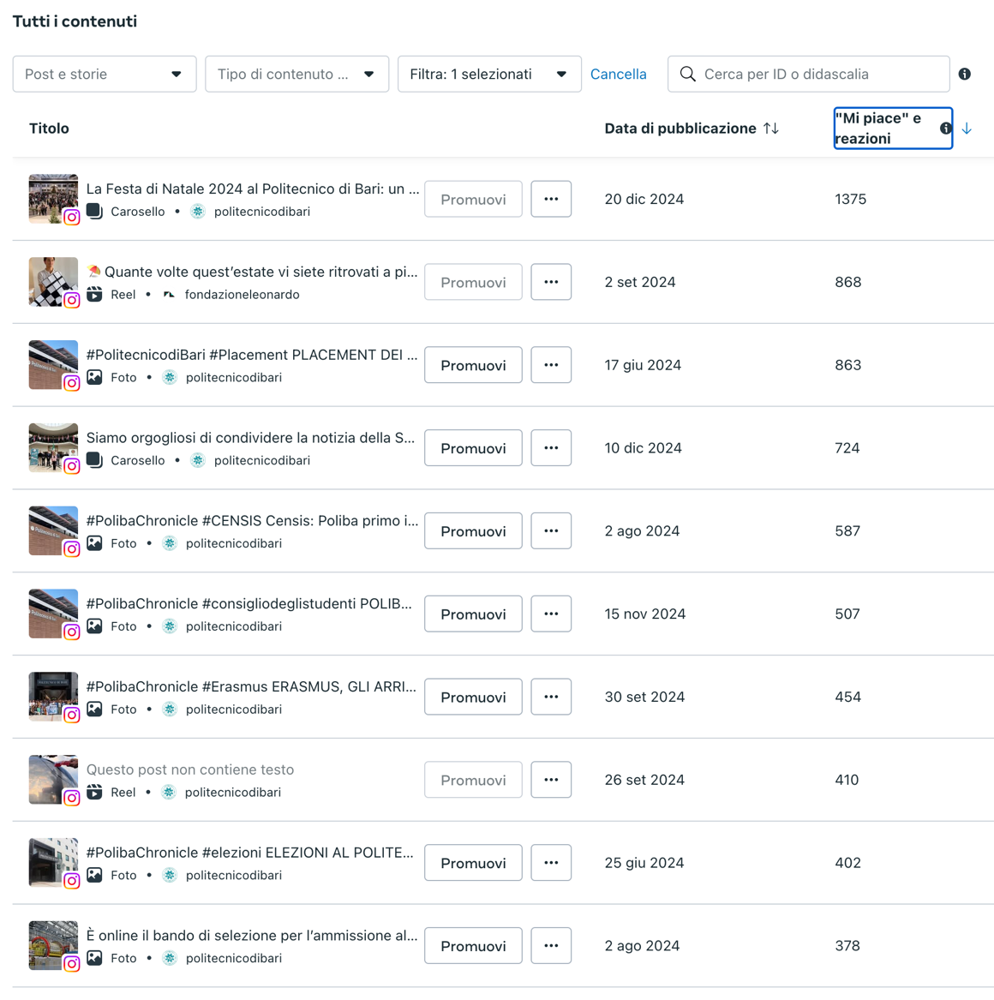 Tutti i contenuti
Post e storie
Tipo di contenuto ...
Filtra: 1 selezionati
Cancella
Cerca per ID o didascalia
Titolo
Data di pubblicazione
"Mi piace" e
reazioni
La Festa di Natale 2024 al Politecnico di Bari: un ...
Carosello • politecnicodibari
Promuovi
20 dic 2024
1375
Quante volte quest’estate vi siete ritrovati a pi...
Reel • fondazioneleonardo
Promuovi
2 set 2024
868
#PolitecnicodiBari #Placement PLACEMENT DEI ...
Foto • politecnicodibari
Promuovi
17 giu 2024
863
Siamo orgogliosi di condividere la notizia della S...
Carosello • politecnicodibari
Promuovi
10 dic 2024
724
#PolibaChronicle #CENSIS Censis: Poliba primo i...
Foto • politecnicodibari
Promuovi
2 ago 2024
587
#PolibaChronicle #consigliodeglistudenti POLIB...
Foto • politecnicodibari
Promuovi
15 nov 2024
507
#PolibaChronicle #Erasmus ERASMUS, GLI ARRI...
Foto • politecnicodibari
Promuovi
30 set 2024
454
Questo post non contiene testo
Reel • politecnicodibari
Promuovi
26 set 2024
410
#PolibaChronicle #elezioni ELEZIONI AL POLITE...
Foto • politecnicodibari
Promuovi
25 giu 2024
402
È online il bando di selezione per l’ammissione al...
Foto • politecnicodibari
Promuovi
2 ago 2024
378